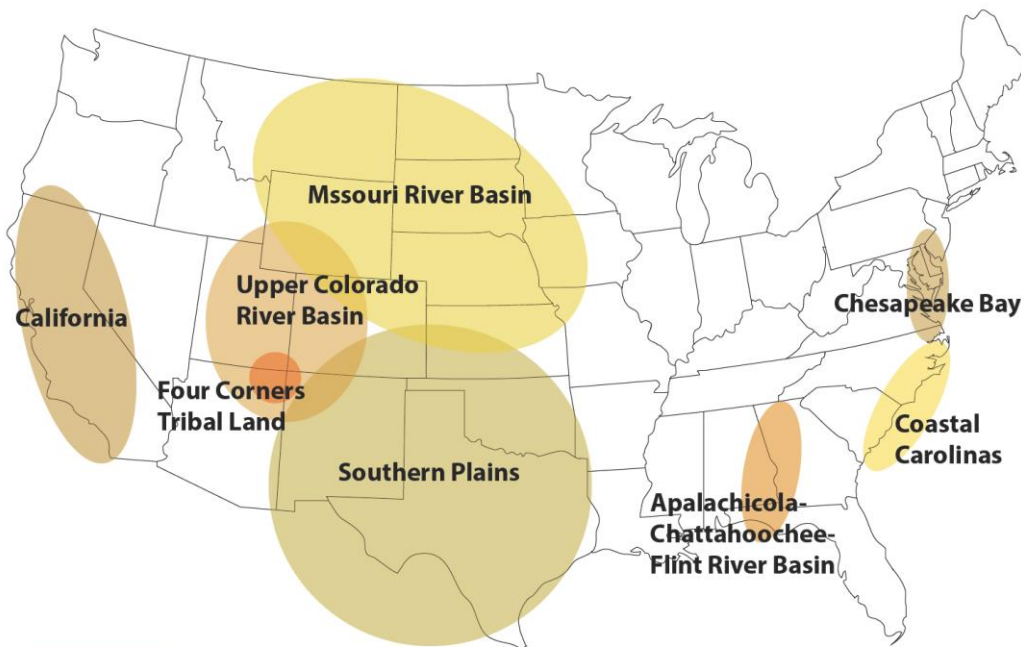 Mssouri River Basin
Upper Colorado
River Basin
California
Chesapeake Bay
Four Corners
Tribal Land
Coastal
Carolinas
Southern Plains
Apalachicola-
Chattahoochee-
Flint River Basin